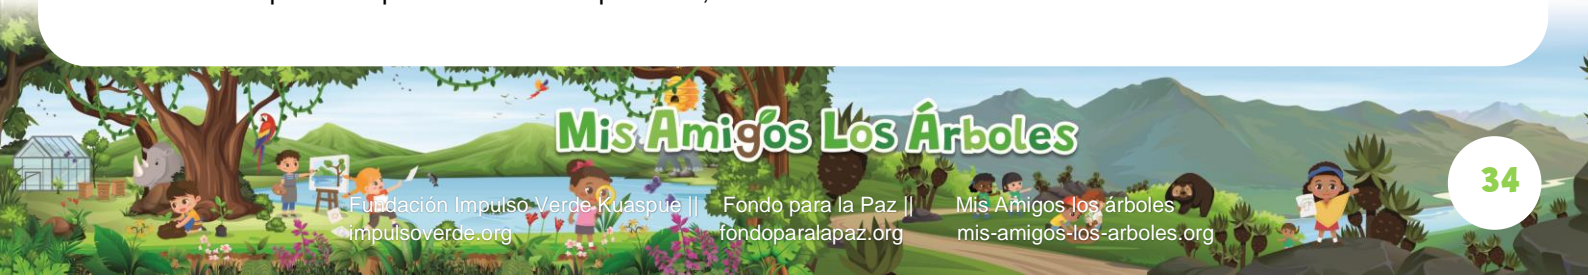 Mis Amigos Los Árboles
34
Fundación Impulso Verde Kuaspue || Fondo para la Paz || Mis Amigos los árboles
impulsoverde.org fondoparalapaz.org mis-amigos-los-arboles.org